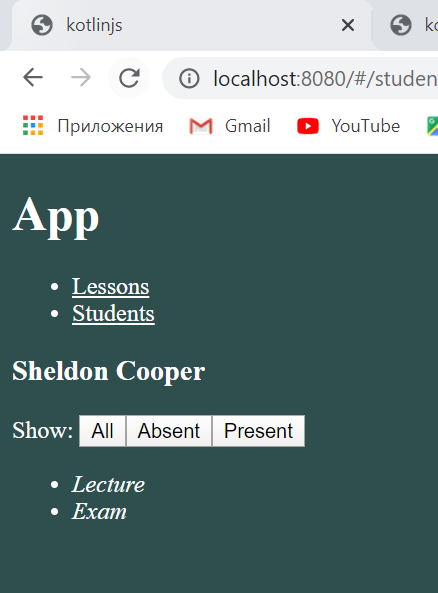 kotlinjs
localhost:8080/#/studen
Приложения Gmail YouTube
App
Lessons
Students
Sheldon Cooper
Show: All Absent Present
Lecture
Exam